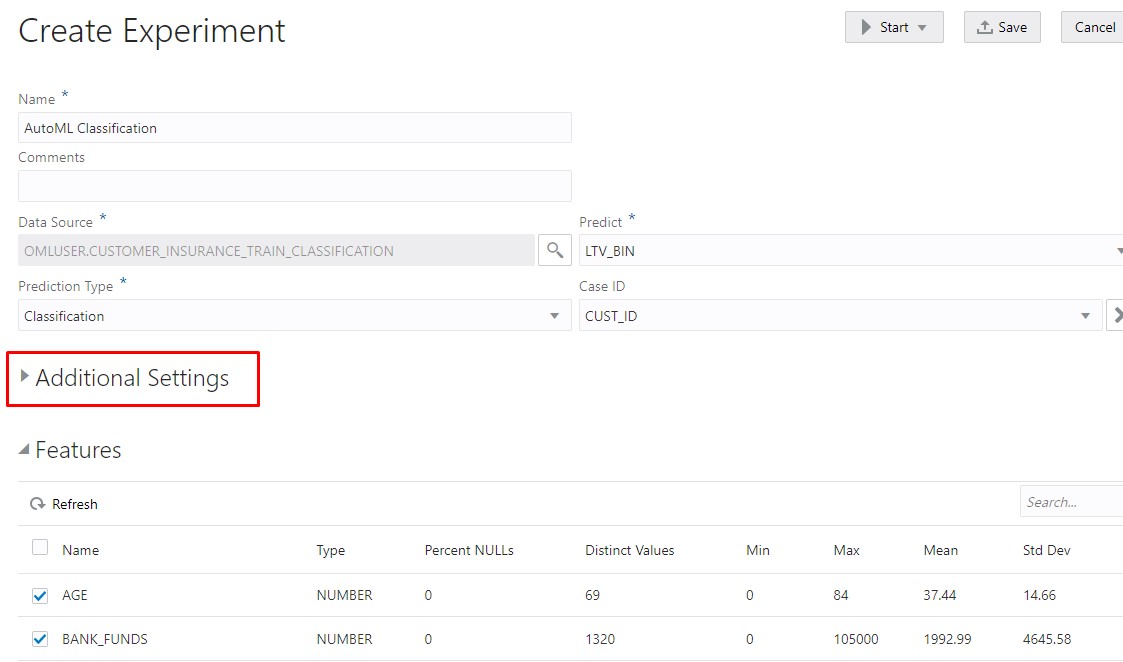 Create Experiment
Start
Save
Cancel
Name *
AutoML Classification
Comments
Data Source *
Predict *
OMLUSER.CUSTOMER_INSURANCE_TRAIN_CLASSIFICATION
LTV_BIN
Prediction Type *
Case ID
Classification
CUST_ID
Additional Settings
Features
Refresh
Search...
Name Type Percent NULLs Distinct Values Min Max Mean Std Dev
AGE NUMBER 0 69 0 84 37.44 14.66
BANK_FUNDS NUMBER 0 1320 0 105000 1992.99 4645.58